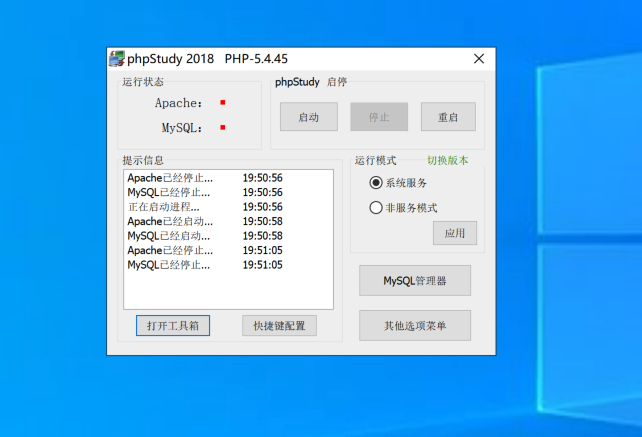 phpStudy 2018 PHP-5.4.45
运行状态
Apache:
MySQL:
phpStudy 启停
启动 停止 重启
提示信息
Apache已经停止... 19:50:56
MySQL已经停止... 19:50:56
正在启动进程... 19:50:56
Apache已经启动... 19:50:58
MySQL已经启动... 19:50:58
Apache已经停止... 19:51:05
MySQL已经停止... 19:51:05
打开工具箱 快捷键配置
运行模式 切换版本
系统服务
非服务模式
应用
MySQL管理器
其他选项菜单